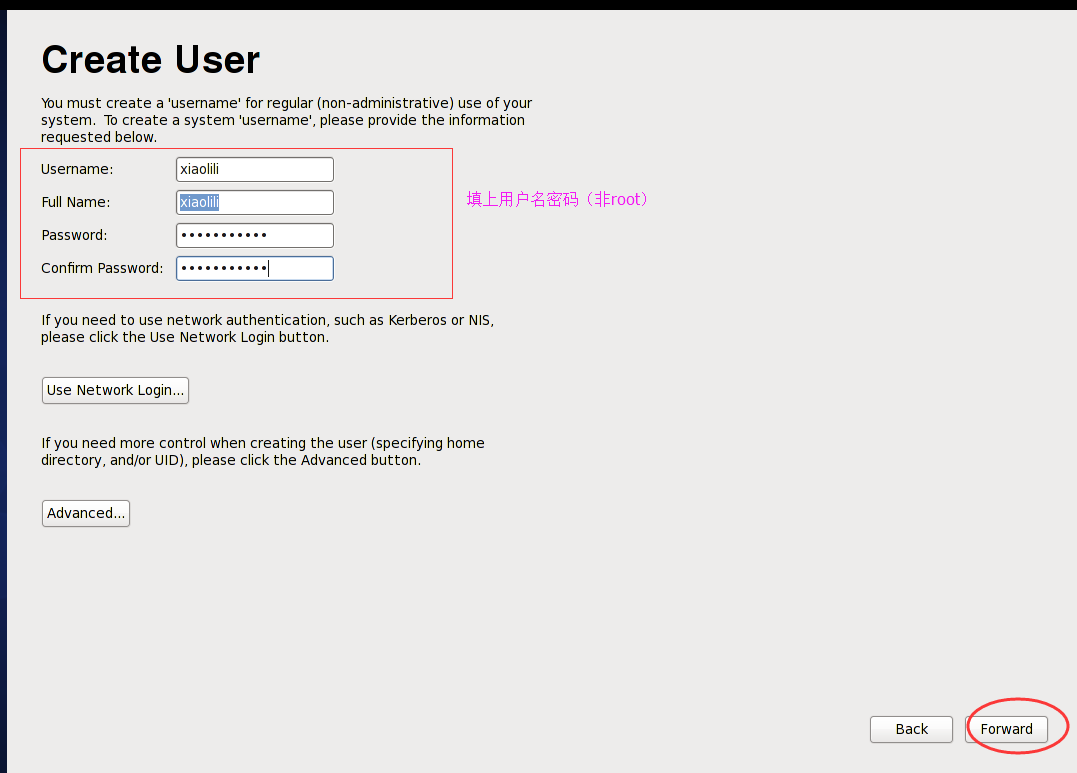 Create User
You must create a 'username' for regular (non-administrative) use of your
system.  To create a system 'username', please provide the information
requested below.
Username: xiaolili
Full Name: xiaolili
填上用户名密码（非root）
Password: •••••••••••
Confirm Password: •••••••••••
If you need to use network authentication, such as Kerberos or NIS,
please click the Use Network Login button.
Use Network Login...
If you need more control when creating the user (specifying home
directory, and/or UID), please click the Advanced button.
Advanced...
Back Forward